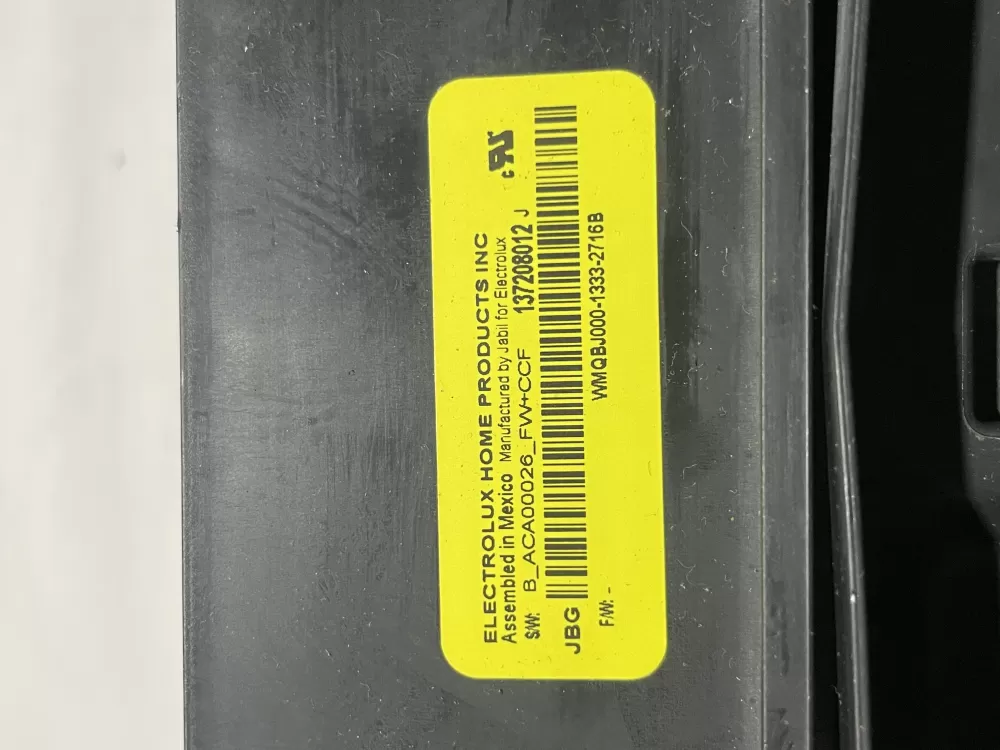 ELECTROLUX HOME PRODUCTS INC
Assembled in Mexico Manufactured by Jabil for Electrolux
S/W: B_ACA00026_FW+CCF 137208012 J
JBG
F/W: - WMQBJ000-1333-2716B